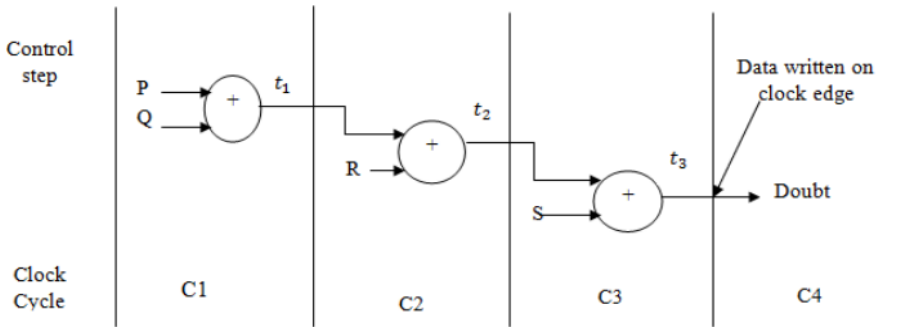 Control
step
P
Q
+
t₁
R
+
t₂
S
+
t₃
Data written on
clock edge
Doubt
Clock
Cycle
C1
C2
C3
C4